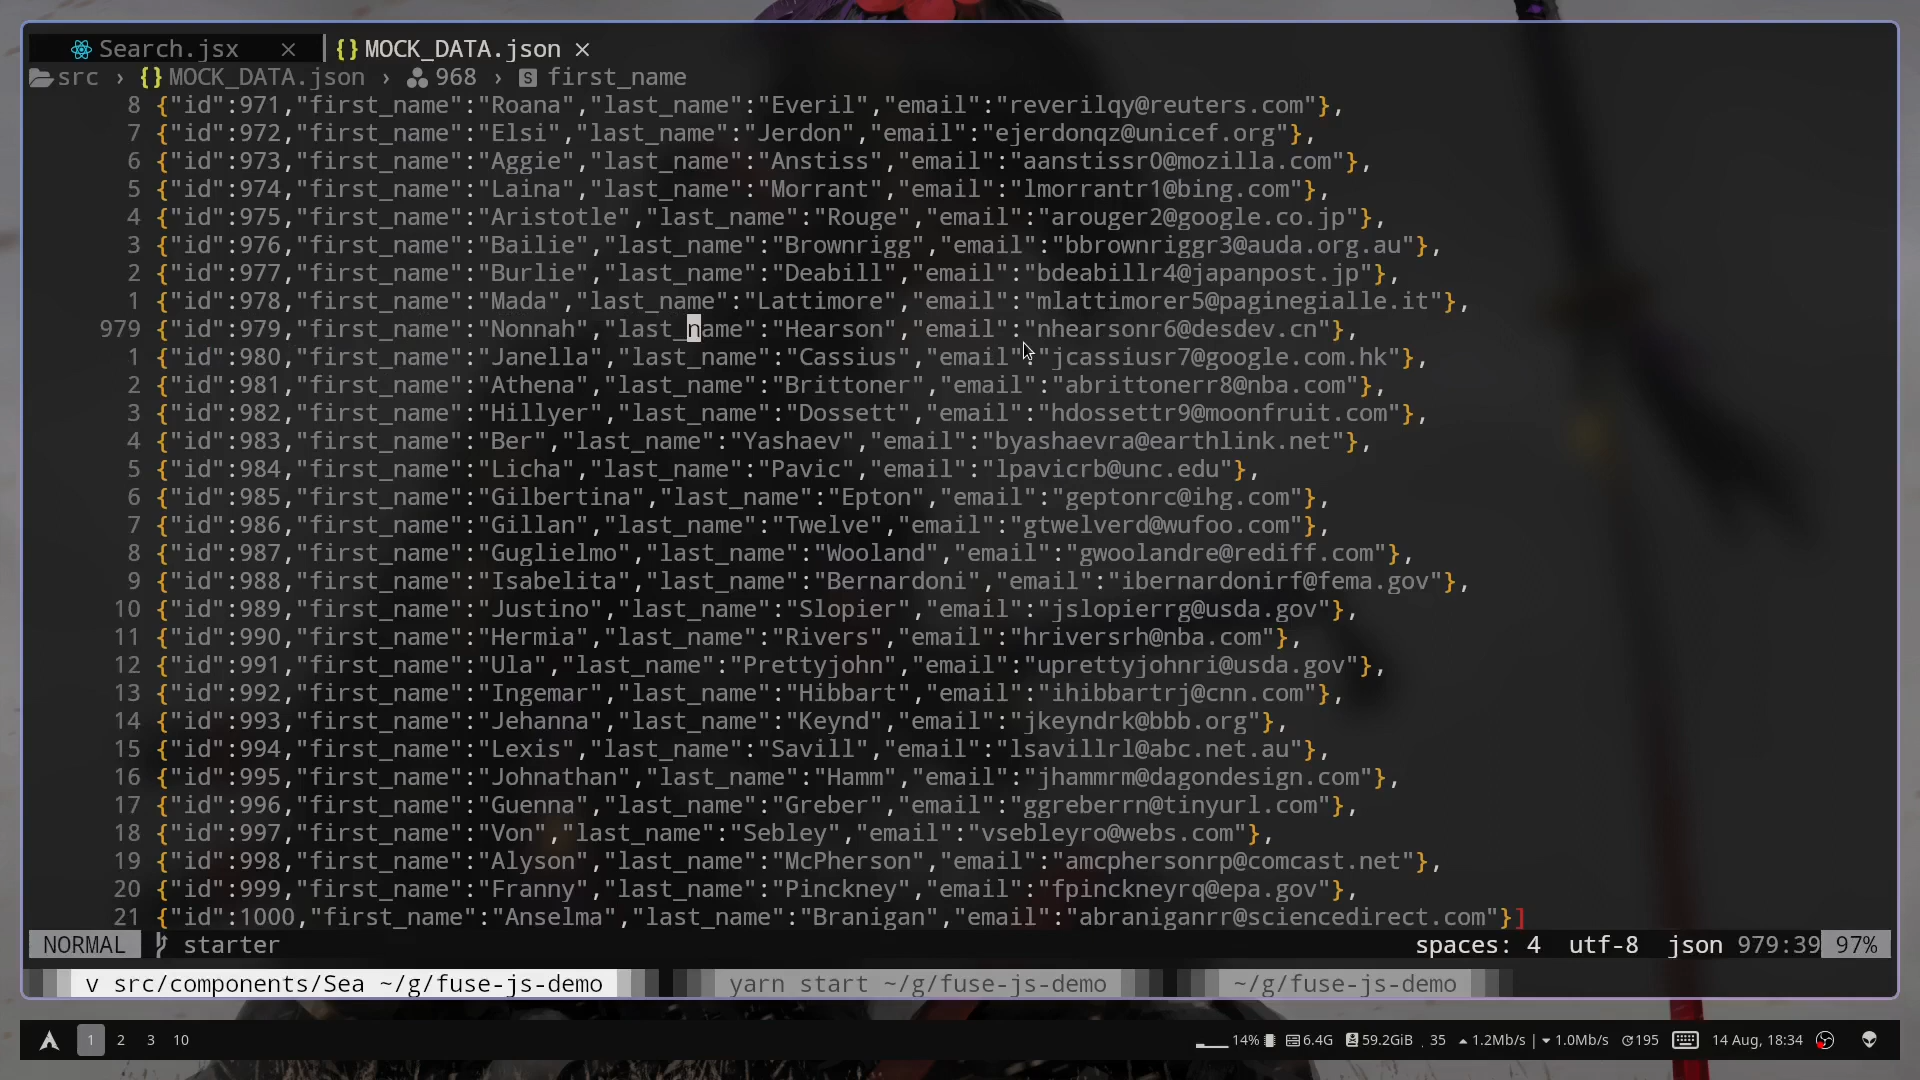 Search.jsx × {} MOCK_DATA.json ×
src › {} MOCK_DATA.json › 968 › S first_name
8 {"id":971,"first_name":"Roana","last_name":"Everil","email":"reverilqy@reuters.com"},
7 {"id":972,"first_name":"Elsi","last_name":"Jerdon","email":"ejerdonqz@unicef.org"},
6 {"id":973,"first_name":"Aggie","last_name":"Anstiss","email":"aanstissr0@mozilla.com"},
5 {"id":974,"first_name":"Laina","last_name":"Morrant","email":"lmorrantr1@bing.com"},
4 {"id":975,"first_name":"Aristotle","last_name":"Rouge","email":"arouger2@google.co.jp"},
3 {"id":976,"first_name":"Bailie","last_name":"Brownrigg","email":"bbrownriggr3@auda.org.au"},
2 {"id":977,"first_name":"Burlie","last_name":"Deabill","email":"bdeabillr4@japanpost.jp"},
1 {"id":978,"first_name":"Mada","last_name":"Lattimore","email":"mlattimorer5@paginegialle.it"},
979 {"id":979,"first_name":"Nonnah","last_name":"Hearson","email":"nhearsonr6@desdev.cn"},
1 {"id":980,"first_name":"Janella","last_name":"Cassius","email":"jcassiusr7@google.com.hk"},
2 {"id":981,"first_name":"Athena","last_name":"Brittoner","email":"abrittonerr8@nba.com"},
3 {"id":982,"first_name":"Hillyer","last_name":"Dossett","email":"hdossettr9@moonfruit.com"},
4 {"id":983,"first_name":"Ber","last_name":"Yashaev","email":"byashaevra@earthlink.net"},
5 {"id":984,"first_name":"Licha","last_name":"Pavic","email":"lpavicrb@unc.edu"},
6 {"id":985,"first_name":"Gilbertina","last_name":"Epton","email":"geptonrc@ihg.com"},
7 {"id":986,"first_name":"Gillan","last_name":"Twelve","email":"gtwelverd@wufoo.com"},
8 {"id":987,"first_name":"Guglielmo","last_name":"Wooland","email":"gwoolandre@rediff.com"},
9 {"id":988,"first_name":"Isabelita","last_name":"Bernardoni","email":"ibernardonirf@fema.gov"},
10 {"id":989,"first_name":"Justino","last_name":"Slopier","email":"jslopierrg@usda.gov"},
11 {"id":990,"first_name":"Hermia","last_name":"Rivers","email":"hriversrh@nba.com"},
12 {"id":991,"first_name":"Ula","last_name":"Prettyjohn","email":"uprettyjohnri@usda.gov"},
13 {"id":992,"first_name":"Ingemar","last_name":"Hibbart","email":"ihibbartrj@cnn.com"},
14 {"id":993,"first_name":"Jehanna","last_name":"Keynd","email":"jkeyndrk@bbb.org"},
15 {"id":994,"first_name":"Lexis","last_name":"Savill","email":"lsavillrl@abc.net.au"},
16 {"id":995,"first_name":"Johnathan","last_name":"Hamm","email":"jhammrm@dagondesign.com"},
17 {"id":996,"first_name":"Guenna","last_name":"Greber","email":"ggreberrn@tinyurl.com"},
18 {"id":997,"first_name":"Von","last_name":"Sebley","email":"vsebleyro@webs.com"},
19 {"id":998,"first_name":"Alyson","last_name":"McPherson","email":"amcphersonrp@comcast.net"},
20 {"id":999,"first_name":"Franny","last_name":"Pinckney","email":"fpinckneyrq@epa.gov"},
21 {"id":1000,"first_name":"Anselma","last_name":"Branigan","email":"abraniganrr@sciencedirect.com"}]
NORMAL starter spaces: 4 utf-8 json 979:39 97%
v src/components/Sea ~/g/fuse-js-demo yarn start ~/g/fuse-js-demo ~/g/fuse-js-demo
1 2 3 10 14% 6.4G 59.2GiB 35 1.2Mb/s | 1.0Mb/s 195 14 Aug, 18:34